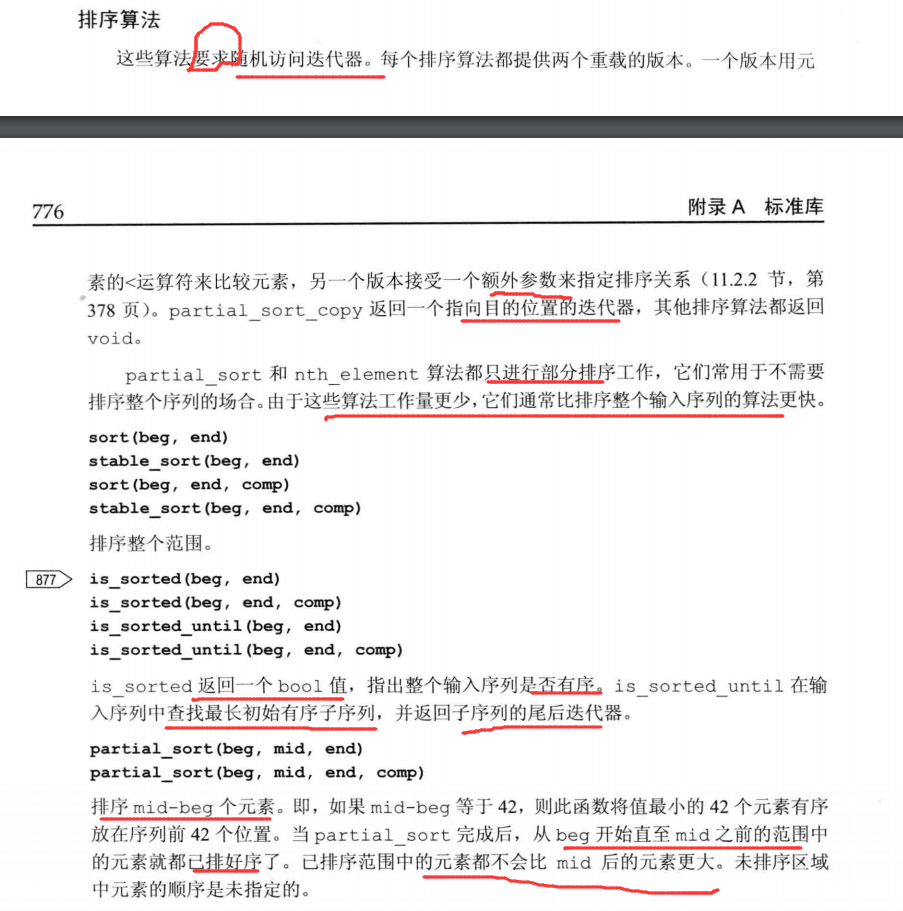 排序算法
这些算法要求随机访问迭代器。每个排序算法都提供两个重载的版本。一个版本用元
776
附录 A 标准库
素的<运算符来比较元素，另一个版本接受一个额外参数来指定排序关系（11.2.2 节，第
378 页）。partial_sort_copy 返回一个指向目的位置的迭代器，其他排序算法都返回
void。
partial_sort 和 nth_element 算法都只进行部分排序工作，它们常用于不需要
排序整个序列的场合。由于这些算法工作量更少，它们通常比排序整个输入序列的算法更快。
sort(beg, end)
stable_sort(beg, end)
sort(beg, end, comp)
stable_sort(beg, end, comp)
排序整个范围。
877
is_sorted(beg, end)
is_sorted(beg, end, comp)
is_sorted_until(beg, end)
is_sorted_until(beg, end, comp)
is_sorted 返回一个 bool 值，指出整个输入序列是否有序。is_sorted_until 在输
入序列中查找最长初始有序子序列，并返回子序列的尾后迭代器。
partial_sort(beg, mid, end)
partial_sort(beg, mid, end, comp)
排序 mid-beg 个元素。即，如果 mid-beg 等于 42，则此函数将值最小的 42 个元素有序
放在序列前 42 个位置。当 partial_sort 完成后，从 beg 开始直至 mid 之前的范围中
的元素就都已排好序了。已排序范围中的元素都不会比 mid 后的元素更大。未排序区域
中元素的顺序是未指定的。